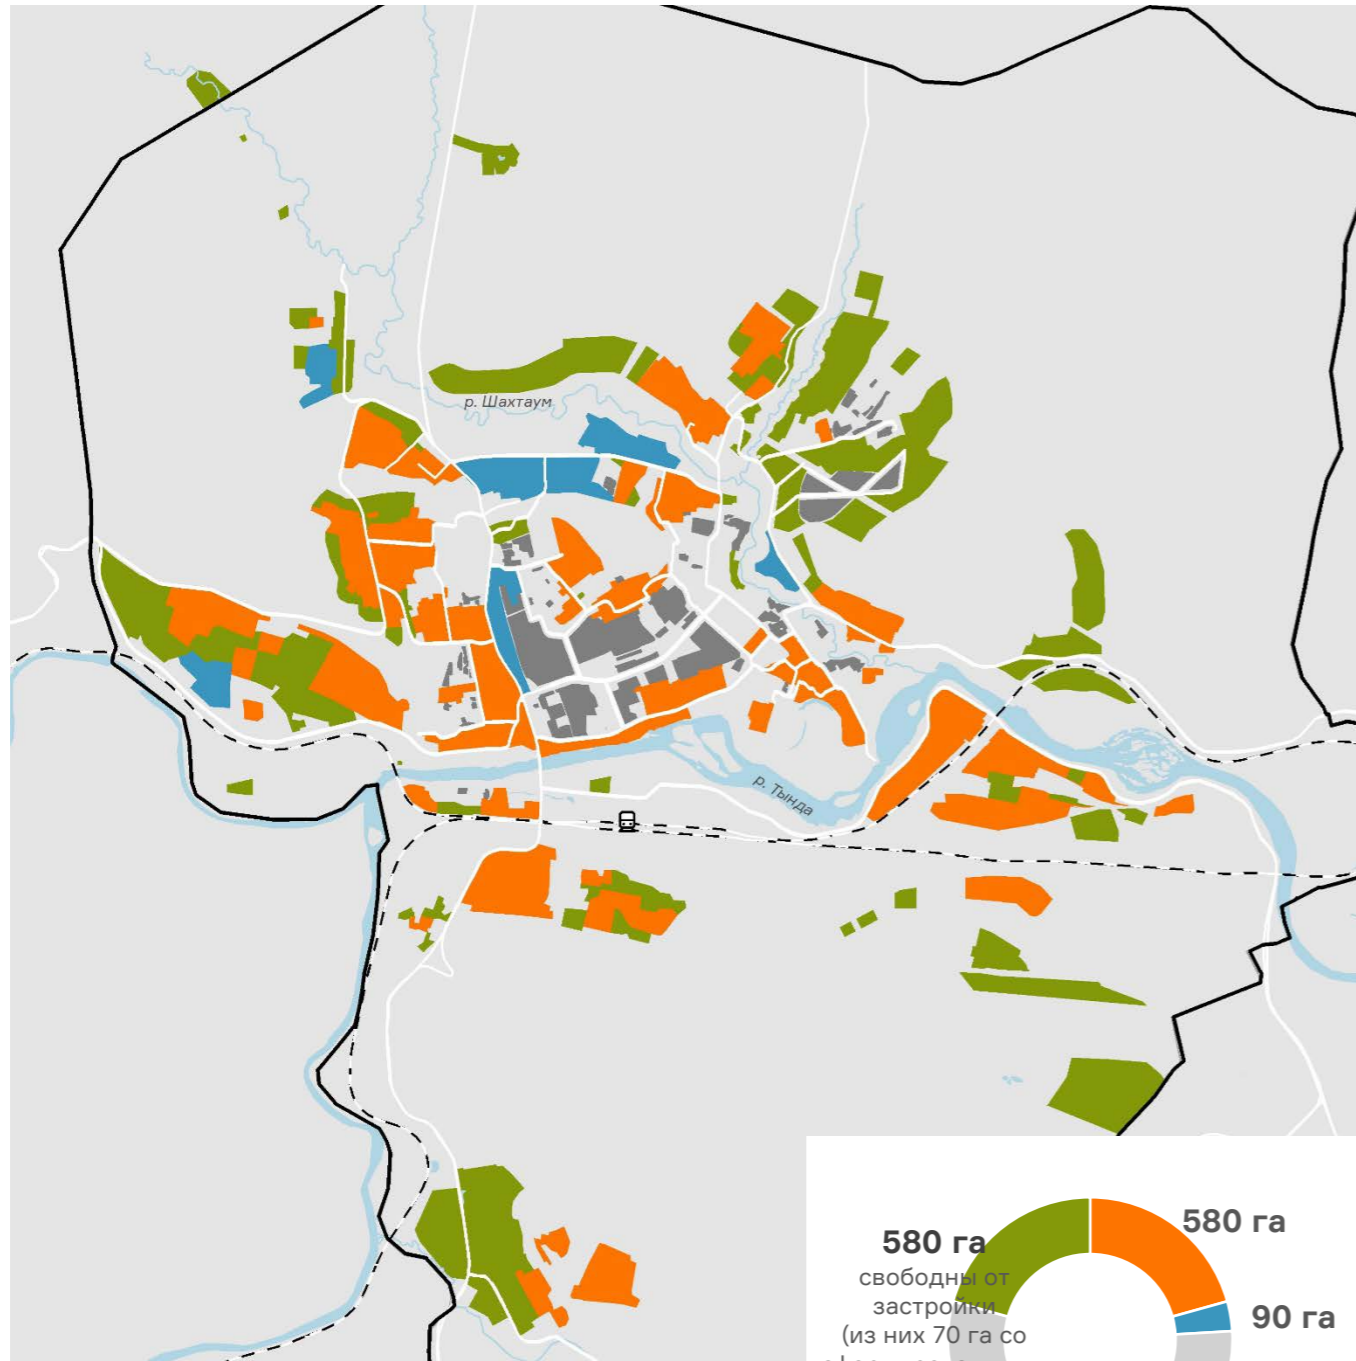 р. Шахтаум
р. Тында
580 га
580 га
свободны от
застройки
(из них 70 га со
90 га